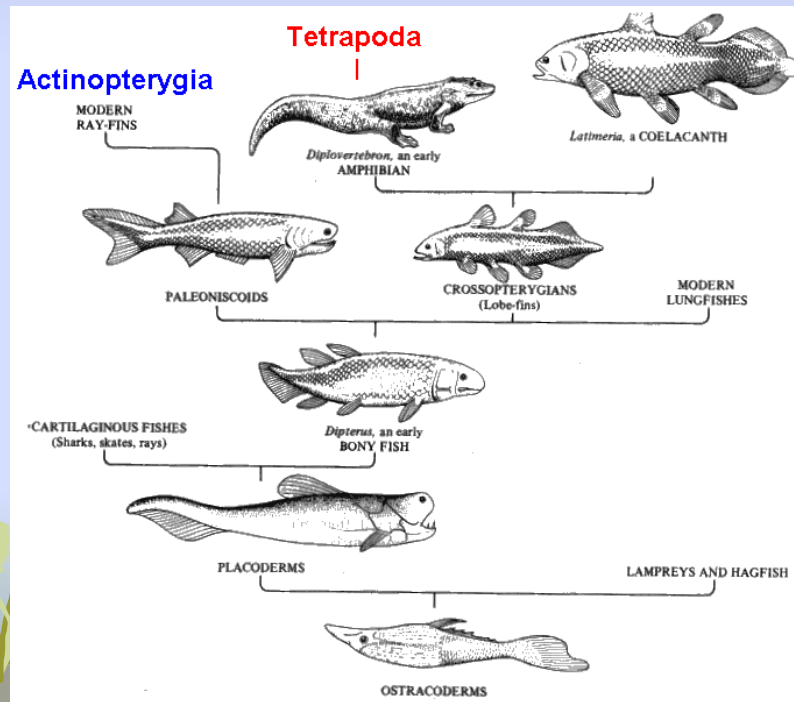 Tetrapoda
Actinopterygia
MODERN
RAY-FINS
Diplovertebron, an early
AMPHIBIAN
Latimeria, a COELACANTH
PALEONISCOIDS
CROSSOPTERYGIANS
(Lobe-fins)
MODERN
LUNGFISHES
CARTILAGINOUS FISHES
(Sharks, skates, rays)
Dipterus, an early
BONY FISH
PLACODERMS
LAMPREYS AND HAGFISH
OSTRACODERMS